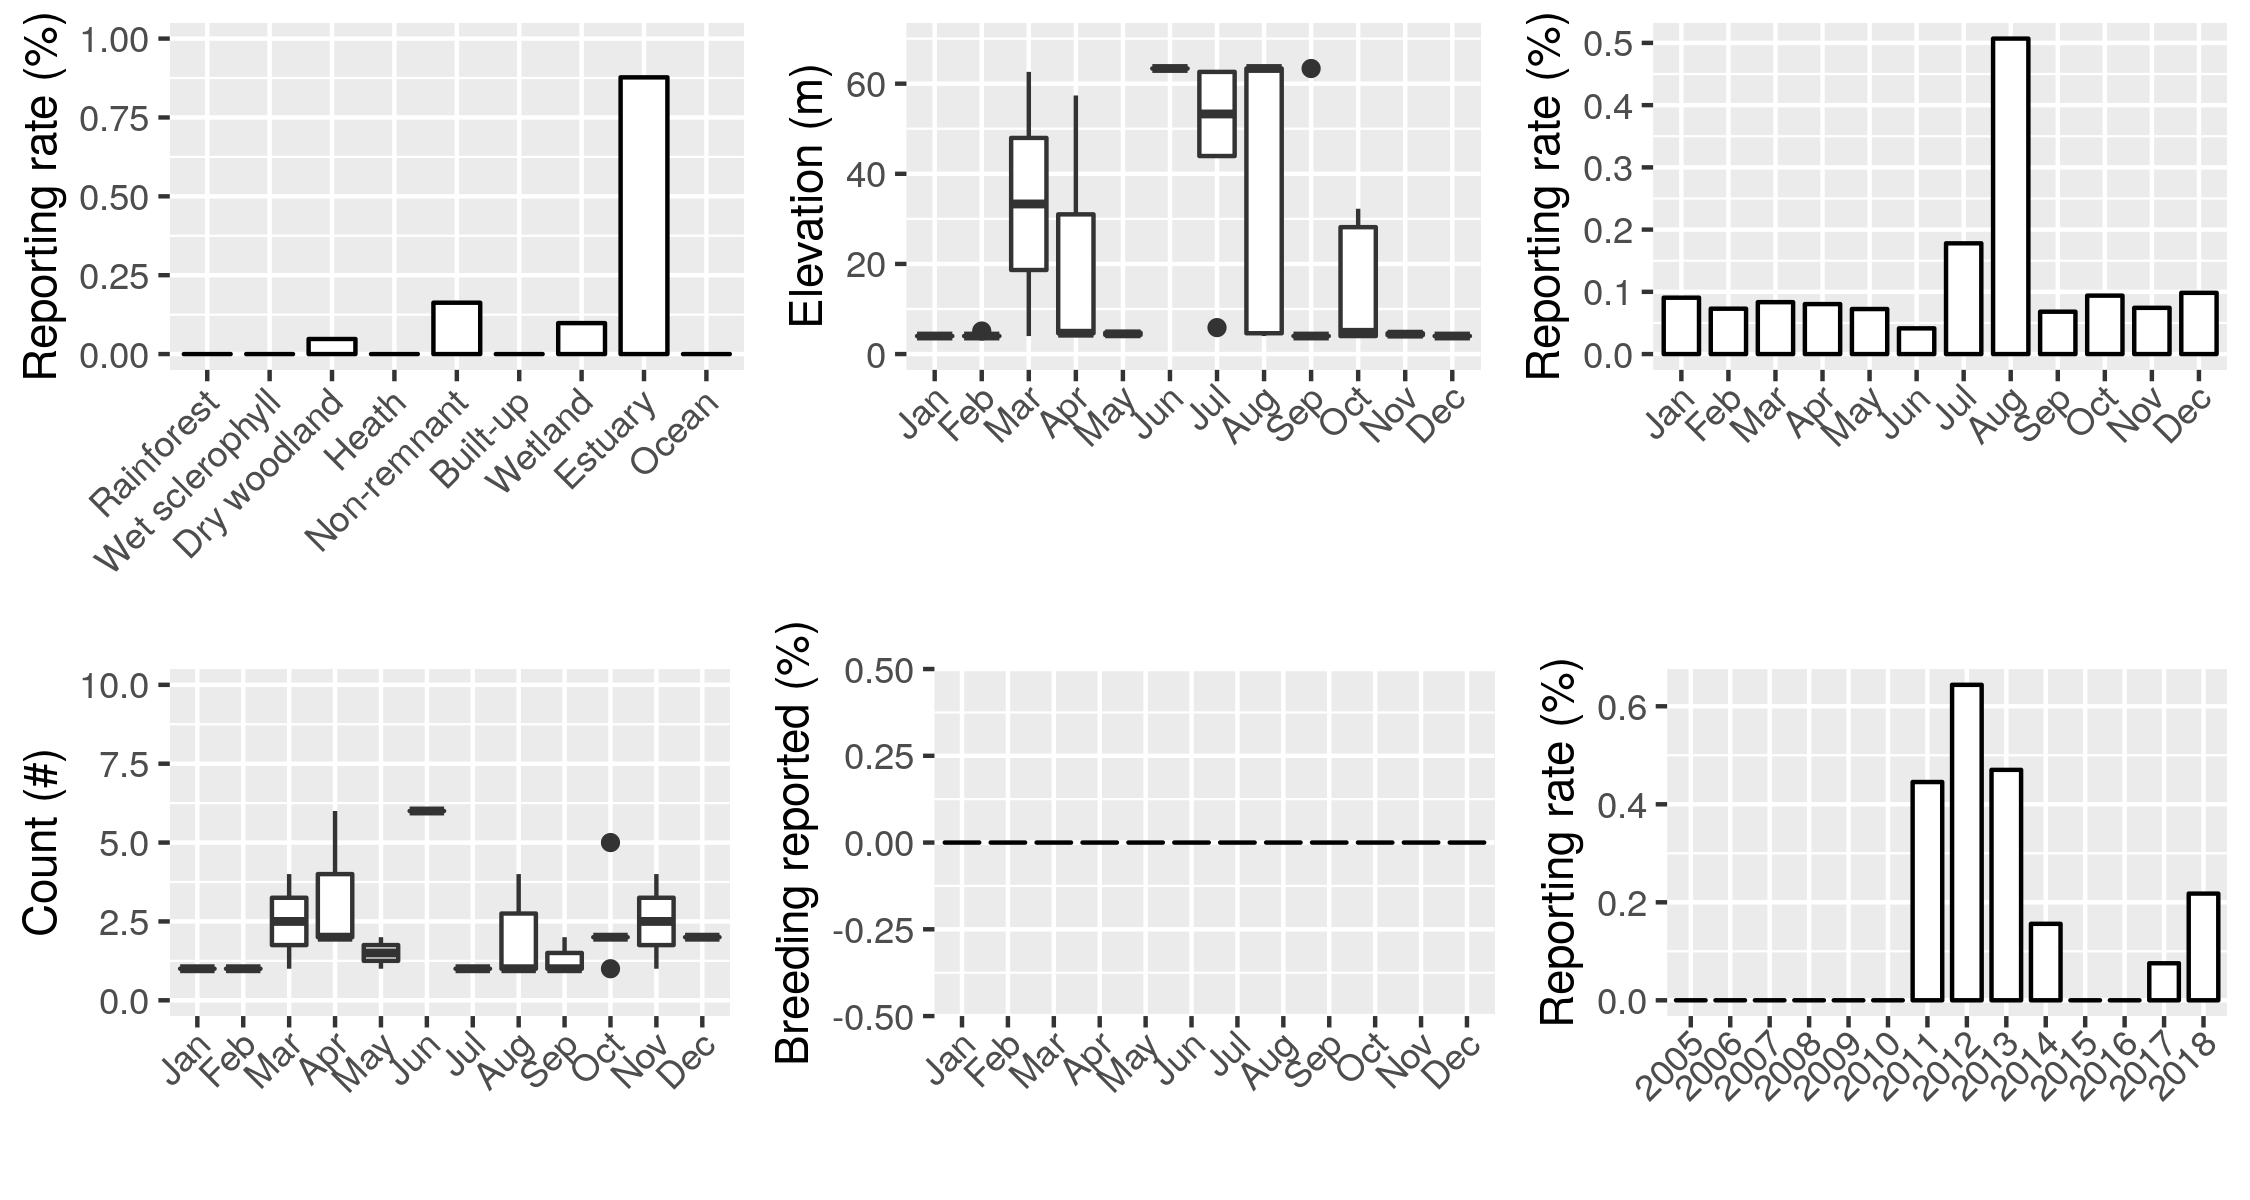 Reporting rate (%)
1.00
0.75
0.50
0.25
0.00
Rainforest
Wet sclerophyll
Dry woodland
Heath
Non-remnant
Built-up
Wetland
Estuary
Ocean
Elevation (m)
60
40
20
0
Jan
Feb
Mar
Apr
May
Jun
Jul
Aug
Sep
Oct
Nov
Dec
Reporting rate (%)
0.5
0.4
0.3
0.2
0.1
0.0
Jan
Feb
Mar
Apr
May
Jun
Jul
Aug
Sep
Oct
Nov
Dec
Count (#)
10.0
7.5
5.0
2.5
0.0
Jan
Feb
Mar
Apr
May
Jun
Jul
Aug
Sep
Oct
Nov
Dec
Breeding reported (%)
0.50
0.25
0.00
-0.25
-0.50
Jan
Feb
Mar
Apr
May
Jun
Jul
Aug
Sep
Oct
Nov
Dec
Reporting rate (%)
0.6
0.4
0.2
0.0
2005
2006
2007
2008
2009
2010
2011
2012
2013
2014
2015
2016
2017
2018